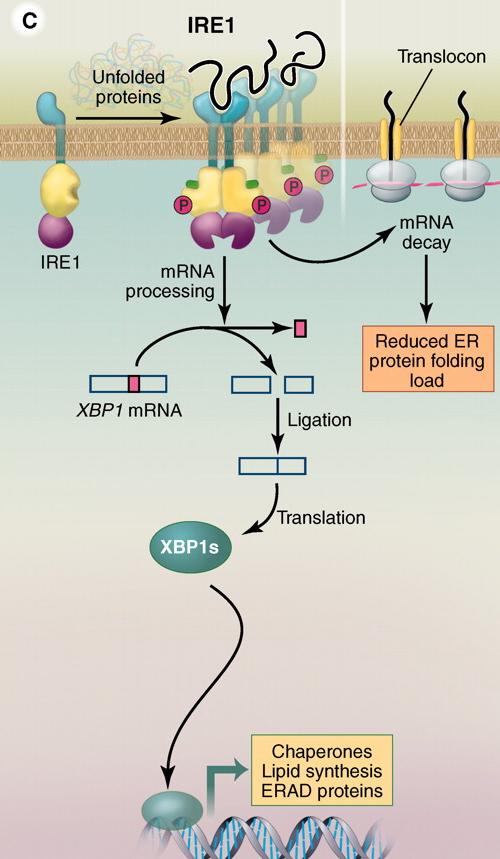 C
IRE1
Unfolded
proteins
Translocon
P
P
P
IRE1
mRNA
decay
mRNA
processing
Reduced ER
protein folding
load
XBP1 mRNA
Ligation
Translation
XBP1s
Chaperones
Lipid synthesis
ERAD proteins